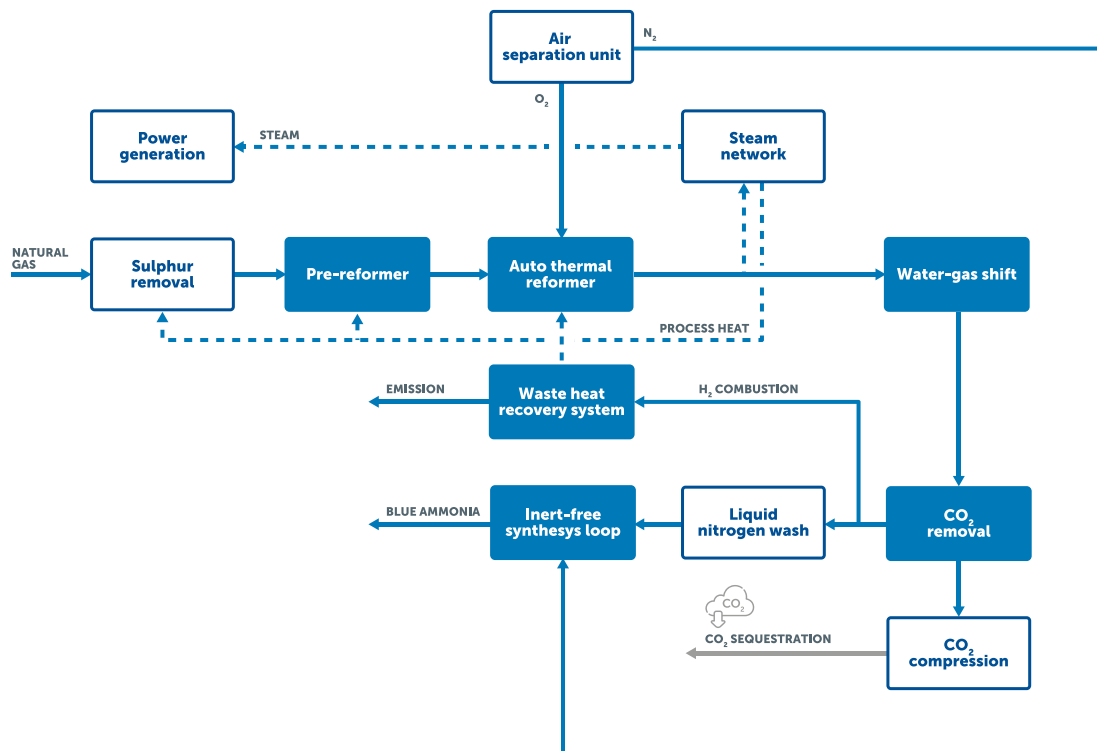 Air
separation unit
N₂
O₂
Power
generation
STEAM
Steam
network
NATURAL
GAS
Sulphur
removal
Pre-reformer
Auto thermal
reformer
Water-gas shift
PROCESS HEAT
EMISSION
Waste heat
recovery system
H₂ COMBUSTION
BLUE AMMONIA
Inert-free
synthesys loop
Liquid
nitrogen wash
CO₂
removal
CO₂
CO₂ SEQUESTRATION
CO₂
compression